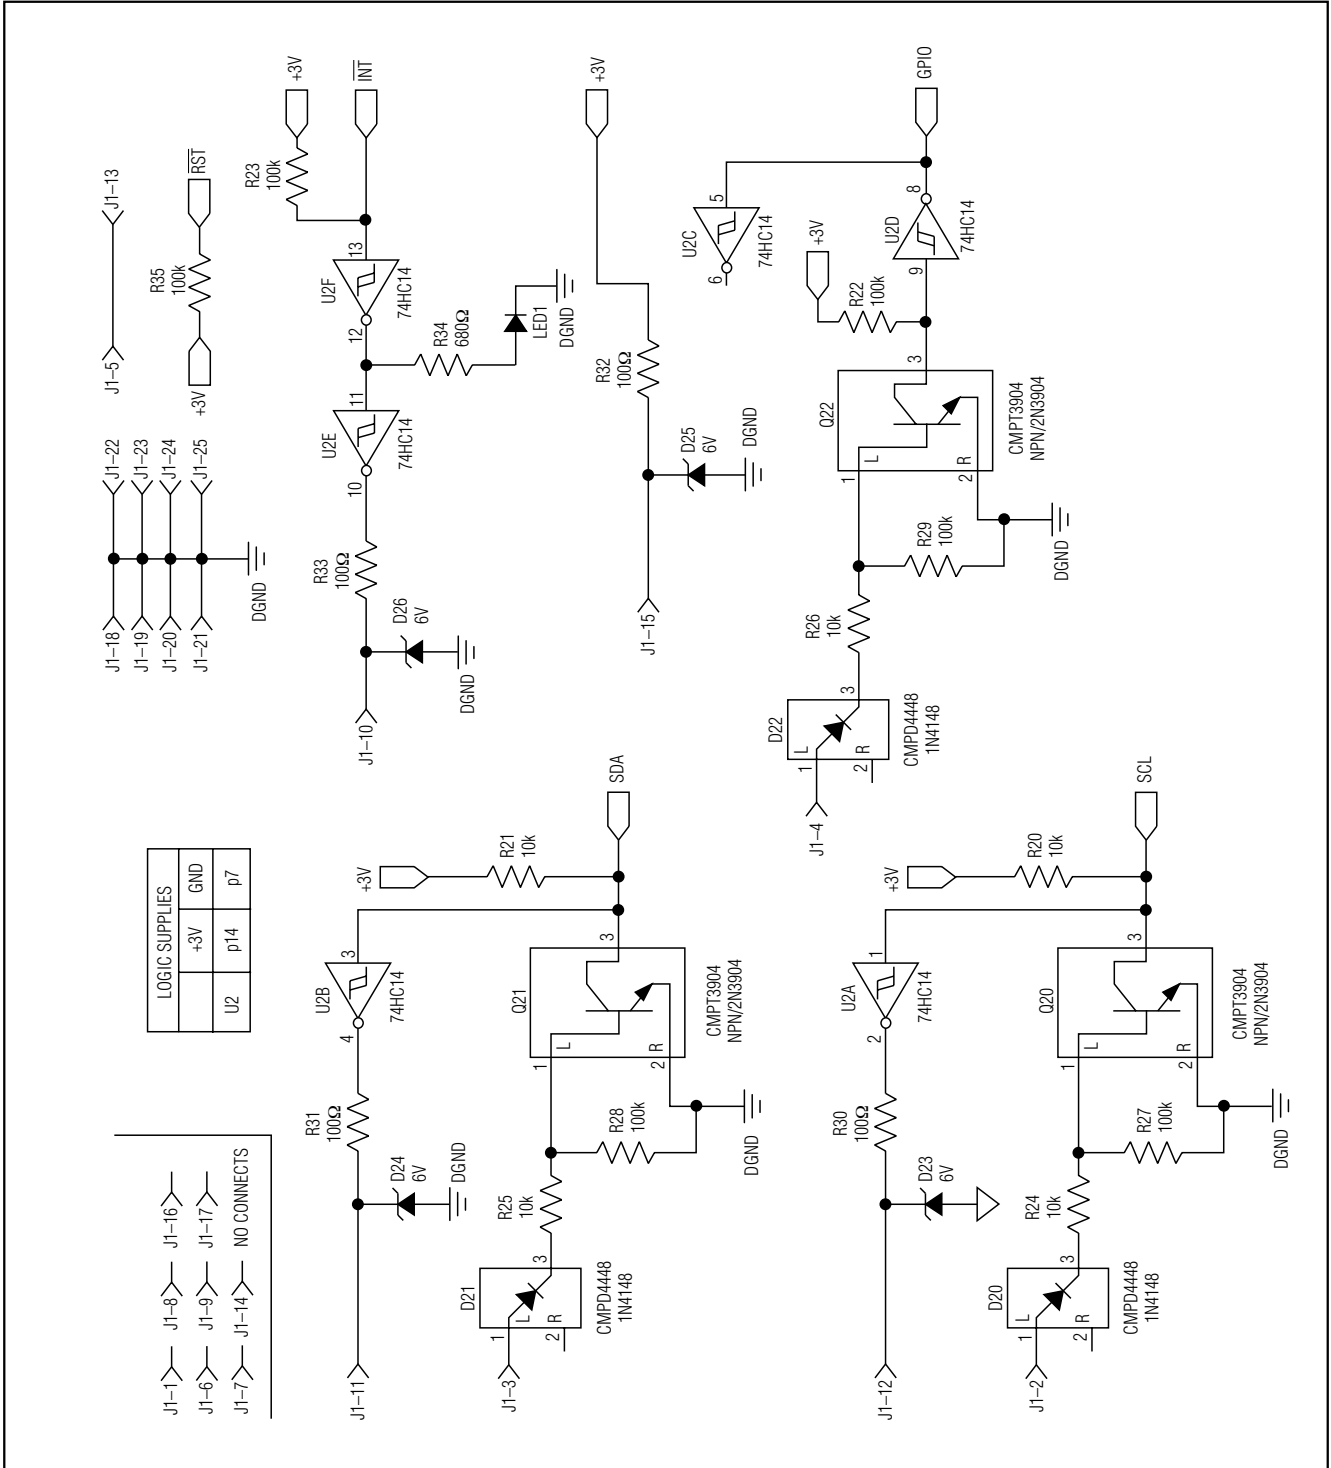 J1–1
J1–8
J1–16
J1–6
J1–9
J1–17
J1–7
J1–14
NO CONNECTS
LOGIC SUPPLIES
+3V
GND
U2
p14
p7
J1–18
J1–22
J1–19
J1–23
J1–20
J1–24
J1–21
J1–25
DGND
J1–5
J1–13
+3V
R35
100k
RST
J1–11
D24
6V
DGND
R31
100Ω
4
U2B
74HC14
3
J1–3
1
D21
L
R
2
3
CMPD4448
1N4148
R25
10k
R28
100k
DGND
1
2
Q21
L
R
3
CMPT3904
NPN/2N3904
+3V
R21
10k
SDA
J1–10
D26
6V
DGND
R33
100Ω
10
U2E
74HC14
11
12
U2F
74HC14
13
R34
680Ω
LED1
DGND
R23
100k
+3V
INT
J1–15
D25
6V
DGND
R32
100Ω
+3V
J1–12
D23
6V
R30
100Ω
2
U2A
74HC14
1
J1–2
1
D20
L
R
2
3
CMPD4448
1N4148
R24
10k
R27
100k
DGND
1
2
Q20
L
R
3
CMPT3904
NPN/2N3904
+3V
R20
10k
SCL
J1–4
1
D22
L
R
2
3
CMPD4448
1N4148
R26
10k
R29
100k
DGND
1
2
Q22
L
R
3
CMPT3904
NPN/2N3904
R22
100k
+3V
6
U2C
74HC14
5
9
U2D
74HC14
8
GPIO